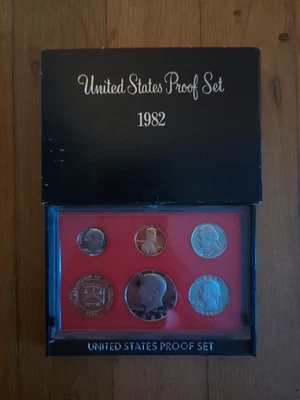 United States Proof Set
1982
UNITED STATES PROOF SET